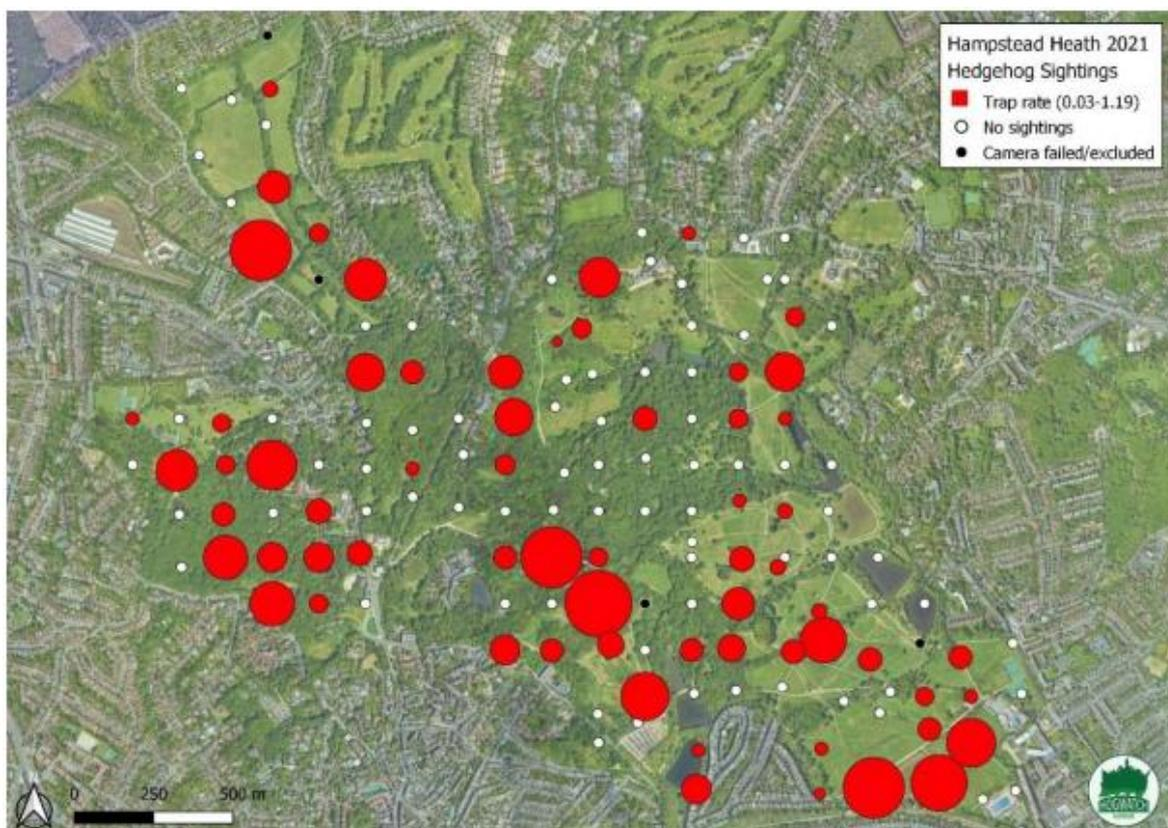 Hampstead Heath 2021
Hedgehog Sightings
Trap rate (0.03-1.19)
No sightings
Camera failed/excluded
0 250 500 m
HOGWATCH